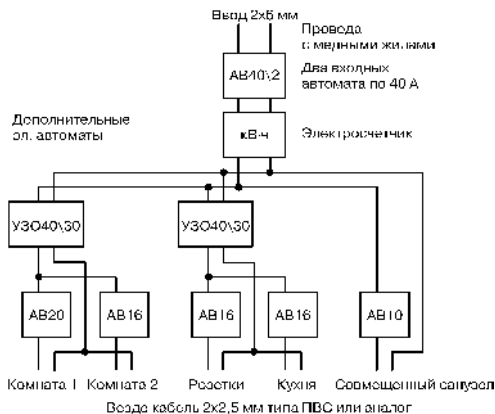 Ввод 2х6 мм
Провода
с медными жилами
АВ40\2
Два входных
автомата по 40 А
Дополнительные
эл. автоматы
кВ-ч
Электросчетчик
УЗО40\30
УЗО40\30
АВ20
АВ16
АВ16
АВ16
АВ10
Комната 1
Комната 2
Розетки
Кухня
Совмещенный санузел
Везде кабель 2х2,5 мм типа ПВС или аналог